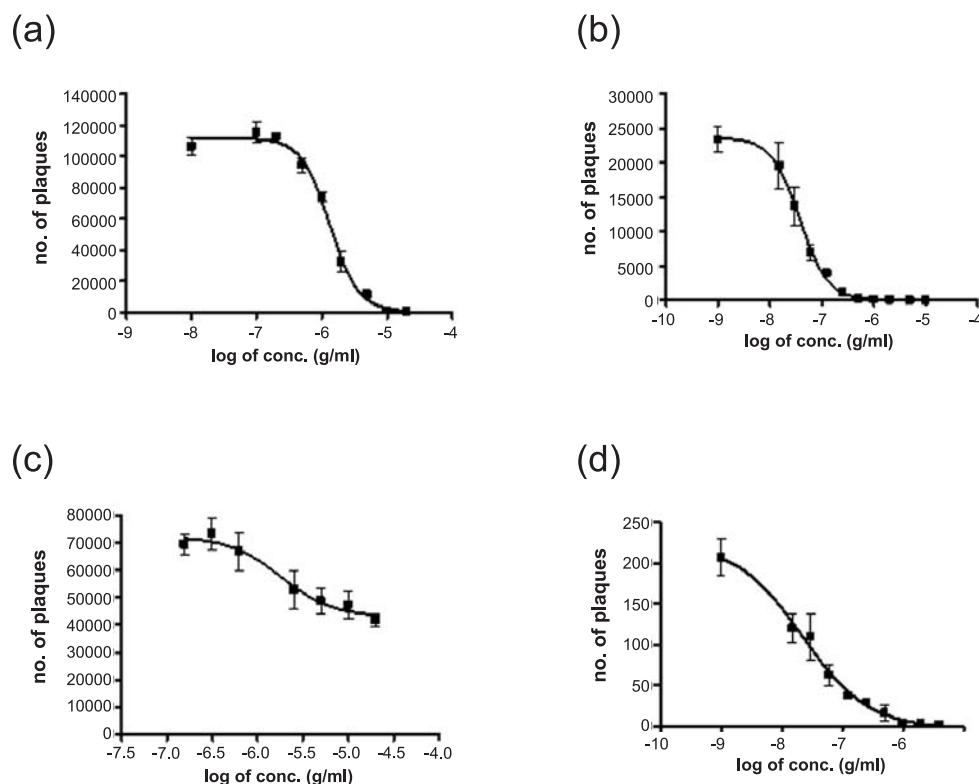 (a)
140000
120000
100000
80000
60000
40000
20000
0
no. of plaques
-9 -8 -7 -6 -5 -4
log of conc. (g/ml)
(b)
30000
25000
20000
15000
10000
5000
0
no. of plaques
-10 -9 -8 -7 -6 -5 -4
log of conc. (g/ml)
(c)
80000
70000
60000
50000
40000
30000
20000
10000
0
no. of plaques
-7.5 -7.0 -6.5 -6.0 -5.5 -5.0 -4.5 -4.0
log of conc. (g/ml)
(d)
250
200
150
100
50
0
no. of plaques
-10 -9 -8 -7 -6
log of conc. (g/ml)